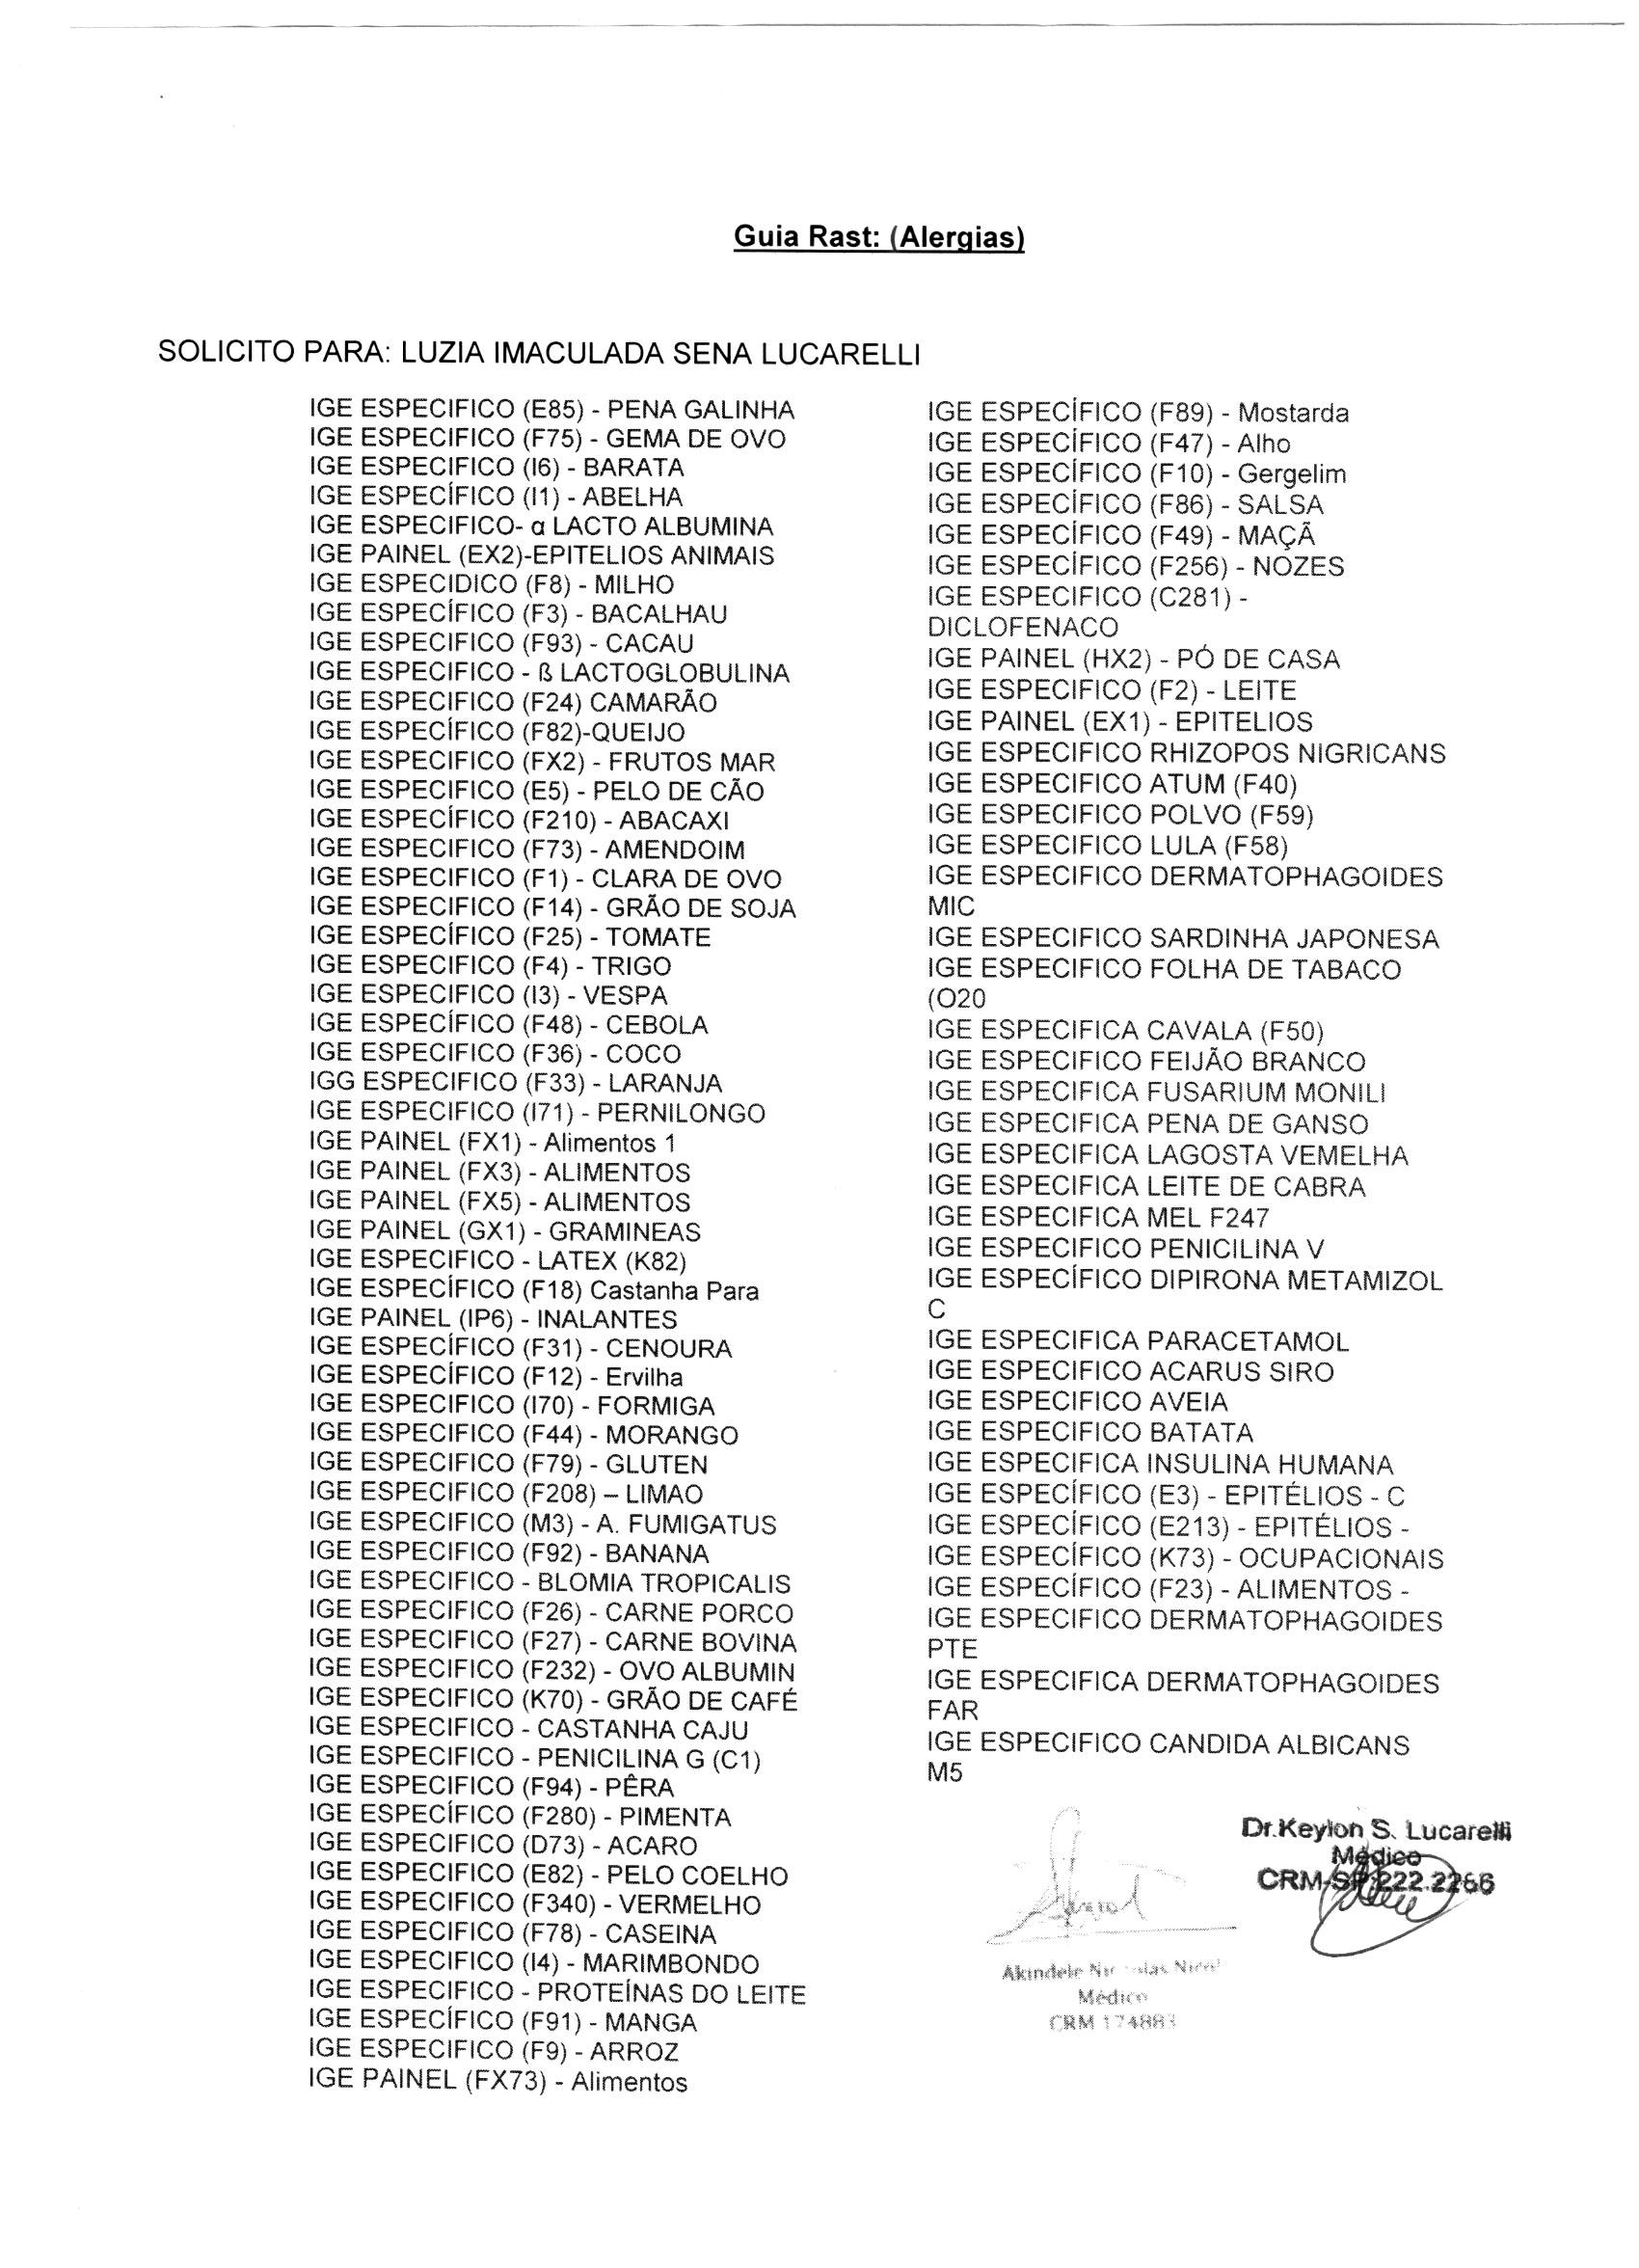 Guia Rast: (Alergias)
SOLICITO PARA: LUZIA IMACULADA SENA LUCARELLI
IGE ESPECIFICO (E85) - PENA GALINHA
IGE ESPECIFICO (F75) - GEMA DE OVO
IGE ESPECIFICO (I6) - BARATA
IGE ESPECÍFICO (I1) - ABELHA
IGE ESPECIFICO- α LACTO ALBUMINA
IGE PAINEL (EX2)-EPITELIOS ANIMAIS
IGE ESPECIDICO (F8) - MILHO
IGE ESPECÍFICO (F3) - BACALHAU
IGE ESPECIFICO (F93) - CACAU
IGE ESPECIFICO - ß LACTOGLOBULINA
IGE ESPECIFICO (F24) CAMARÃO
IGE ESPECÍFICO (F82)-QUEIJO
IGE ESPECIFICO (FX2) - FRUTOS MAR
IGE ESPECIFICO (E5) - PELO DE CÃO
IGE ESPECÍFICO (F210) - ABACAXI
IGE ESPECIFICO (F73) - AMENDOIM
IGE ESPECIFICO (F1) - CLARA DE OVO
IGE ESPECIFICO (F14) - GRÃO DE SOJA
IGE ESPECÍFICO (F25) - TOMATE
IGE ESPECIFICO (F4) - TRIGO
IGE ESPECIFICO (I3) - VESPA
IGE ESPECÍFICO (F48) - CEBOLA
IGE ESPECIFICO (F36) - COCO
IGG ESPECIFICO (F33) - LARANJA
IGE ESPECIFICO (I71) - PERNILONGO
IGE PAINEL (FX1) - Alimentos 1
IGE PAINEL (FX3) - ALIMENTOS
IGE PAINEL (FX5) - ALIMENTOS
IGE PAINEL (GX1) - GRAMINEAS
IGE ESPECIFICO - LATEX (K82)
IGE ESPECÍFICO (F18) Castanha Para
IGE PAINEL (IP6) - INALANTES
IGE ESPECÍFICO (F31) - CENOURA
IGE ESPECÍFICO (F12) - Ervilha
IGE ESPECIFICO (I70) - FORMIGA
IGE ESPECIFICO (F44) - MORANGO
IGE ESPECIFICO (F79) - GLUTEN
IGE ESPECIFICO (F208) – LIMAO
IGE ESPECIFICO (M3) - A. FUMIGATUS
IGE ESPECIFICO (F92) - BANANA
IGE ESPECIFICO - BLOMIA TROPICALIS
IGE ESPECIFICO (F26) - CARNE PORCO
IGE ESPECIFICO (F27) - CARNE BOVINA
IGE ESPECIFICO (F232) - OVO ALBUMIN
IGE ESPECIFICO (K70) - GRÃO DE CAFÉ
IGE ESPECIFICO - CASTANHA CAJU
IGE ESPECIFICO - PENICILINA G (C1)
IGE ESPECIFICO (F94) - PÊRA
IGE ESPECÍFICO (F280) - PIMENTA
IGE ESPECIFICO (D73) - ACARO
IGE ESPECIFICO (E82) - PELO COELHO
IGE ESPECÍFICO (F340) - VERMELHO
IGE ESPECIFICO (F78) - CASEINA
IGE ESPECIFICO (I4) - MARIMBONDO
IGE ESPECIFICO - PROTEÍNAS DO LEITE
IGE ESPECÍFICO (F91) - MANGA
IGE ESPECIFICO (F9) - ARROZ
IGE PAINEL (FX73) - Alimentos
IGE ESPECÍFICO (F89) - Mostarda
IGE ESPECÍFICO (F47) - Alho
IGE ESPECÍFICO (F10) - Gergelim
IGE ESPECÍFICO (F86) - SALSA
IGE ESPECÍFICO (F49) - MAÇÃ
IGE ESPECÍFICO (F256) - NOZES
IGE ESPECIFICO (C281) -
DICLOFENACO
IGE PAINEL (HX2) - PÓ DE CASA
IGE ESPECIFICO (F2) - LEITE
IGE PAINEL (EX1) - EPITELIOS
IGE ESPECIFICO RHIZOPOS NIGRICANS
IGE ESPECIFICO ATUM (F40)
IGE ESPECIFICO POLVO (F59)
IGE ESPECIFICO LULA (F58)
IGE ESPECIFICO DERMATOPHAGOIDES
MIC
IGE ESPECIFICO SARDINHA JAPONESA
IGE ESPECIFICO FOLHA DE TABACO
(O20
IGE ESPECIFICA CAVALA (F50)
IGE ESPECIFICO FEIJÃO BRANCO
IGE ESPECIFICA FUSARIUM MONILI
IGE ESPECIFICA PENA DE GANSO
IGE ESPECIFICA LAGOSTA VEMELHA
IGE ESPECIFICA LEITE DE CABRA
IGE ESPECIFICA MEL F247
IGE ESPECIFICO PENICILINA V
IGE ESPECÍFICO DIPIRONA METAMIZOL
C
IGE ESPECIFICA PARACETAMOL
IGE ESPECIFICO ACARUS SIRO
IGE ESPECIFICO AVEIA
IGE ESPECIFICO BATATA
IGE ESPECIFICA INSULINA HUMANA
IGE ESPECÍFICO (E3) - EPITÉLIOS - C
IGE ESPECÍFICO (E213) - EPITÉLIOS -
IGE ESPECÍFICO (K73) - OCUPACIONAIS
IGE ESPECÍFICO (F23) - ALIMENTOS -
IGE ESPECIFICO DERMATOPHAGOIDES
PTE
IGE ESPECIFICA DERMATOPHAGOIDES
FAR
IGE ESPECIFICO CANDIDA ALBICANS
M5
Dr.Keylon S. Lucarelli
Médico
CRM-SP 222.2266
Akindele
Médico
CRM 174883